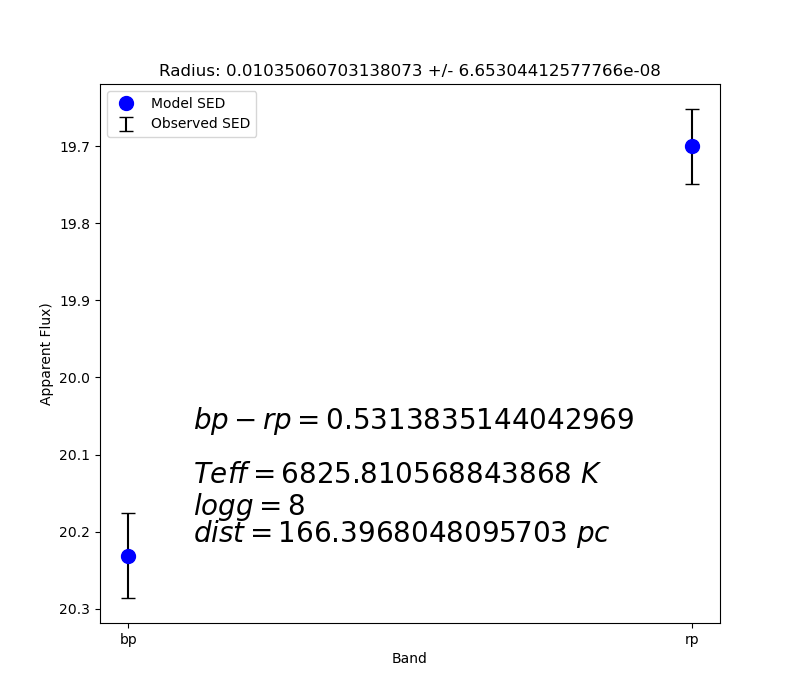 Radius: 0.01035060703138073 +/- 6.65304412577766e-08
Model SED
Observed SED
19.7
19.8
19.9
20.0
20.1
20.2
20.3
Apparent Flux)
bp − rp = 0.5313835144042969
Teff = 6825.810568843868 K
logg = 8
dist = 166.3968048095703 pc
bp
rp
Band